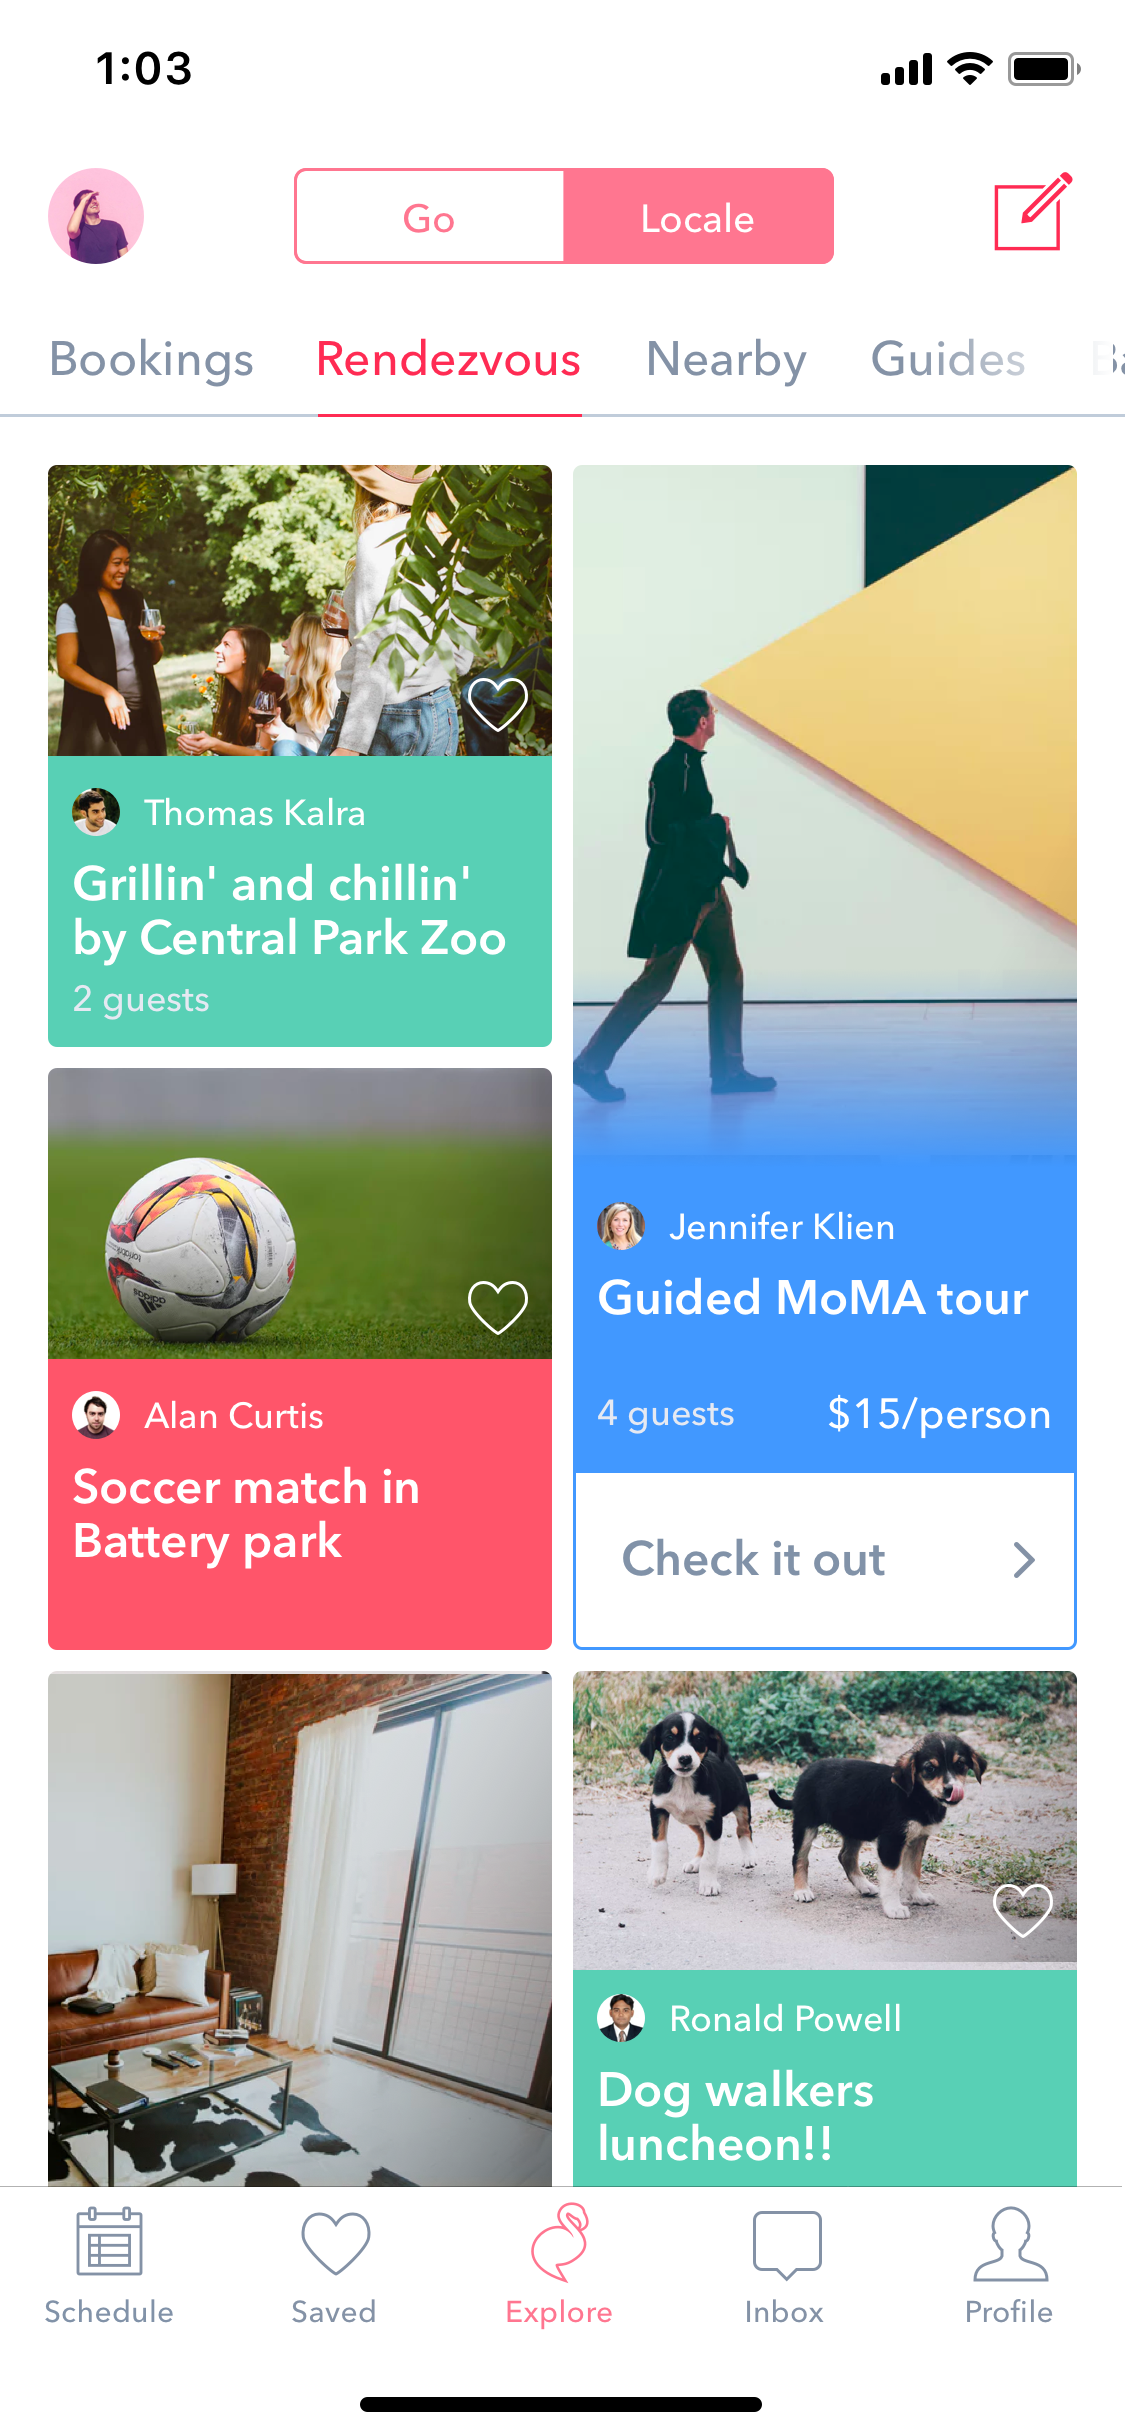 1:03
Go
Locale
Bookings
Rendezvous
Nearby
Guides
Ba
Thomas Kalra
Grillin' and chillin'
by Central Park Zoo
2 guests
adidas
Alan Curtis
Soccer match in
Battery park
Jennifer Klien
Guided MoMA tour
4 guests
$15/person
Check it out
Ronald Powell
Dog walkers
luncheon!!
Schedule
Saved
Explore
Inbox
Profile